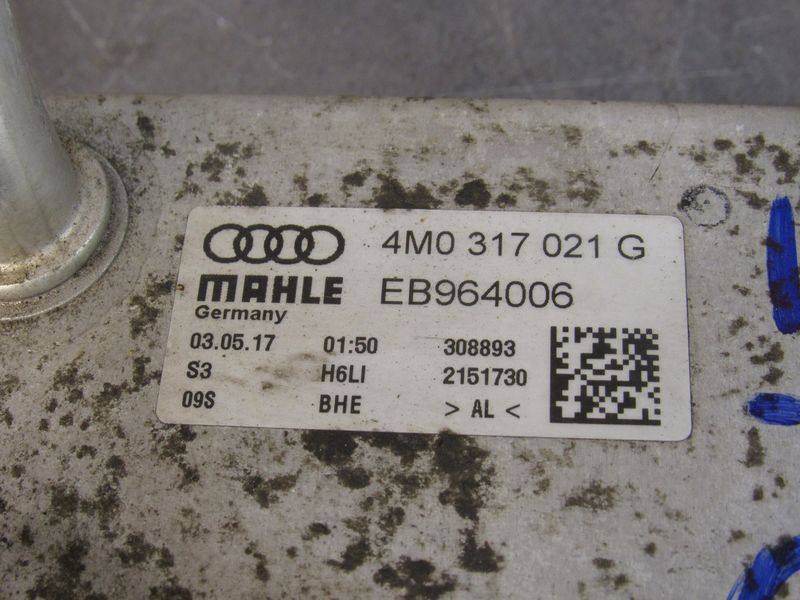 4M0 317 021 G
MAHLE EB964006
Germany
03.05.17 01:50 308893
S3 H6LI 2151730
09S BHE > AL <